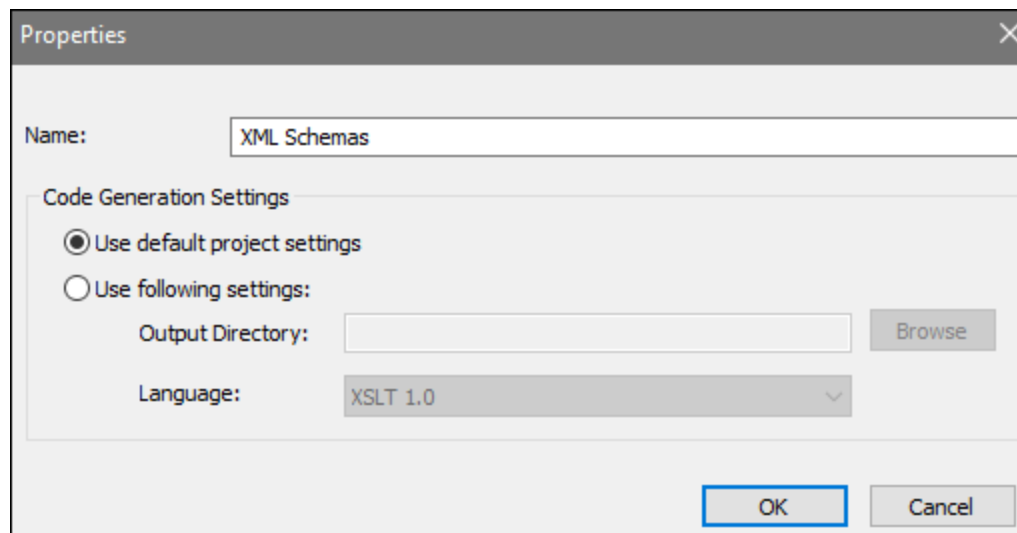 Properties
Name: XML Schemas
Code Generation Settings
Use default project settings
Use following settings:
Output Directory: Browse
Language: XSLT 1.0
OK Cancel